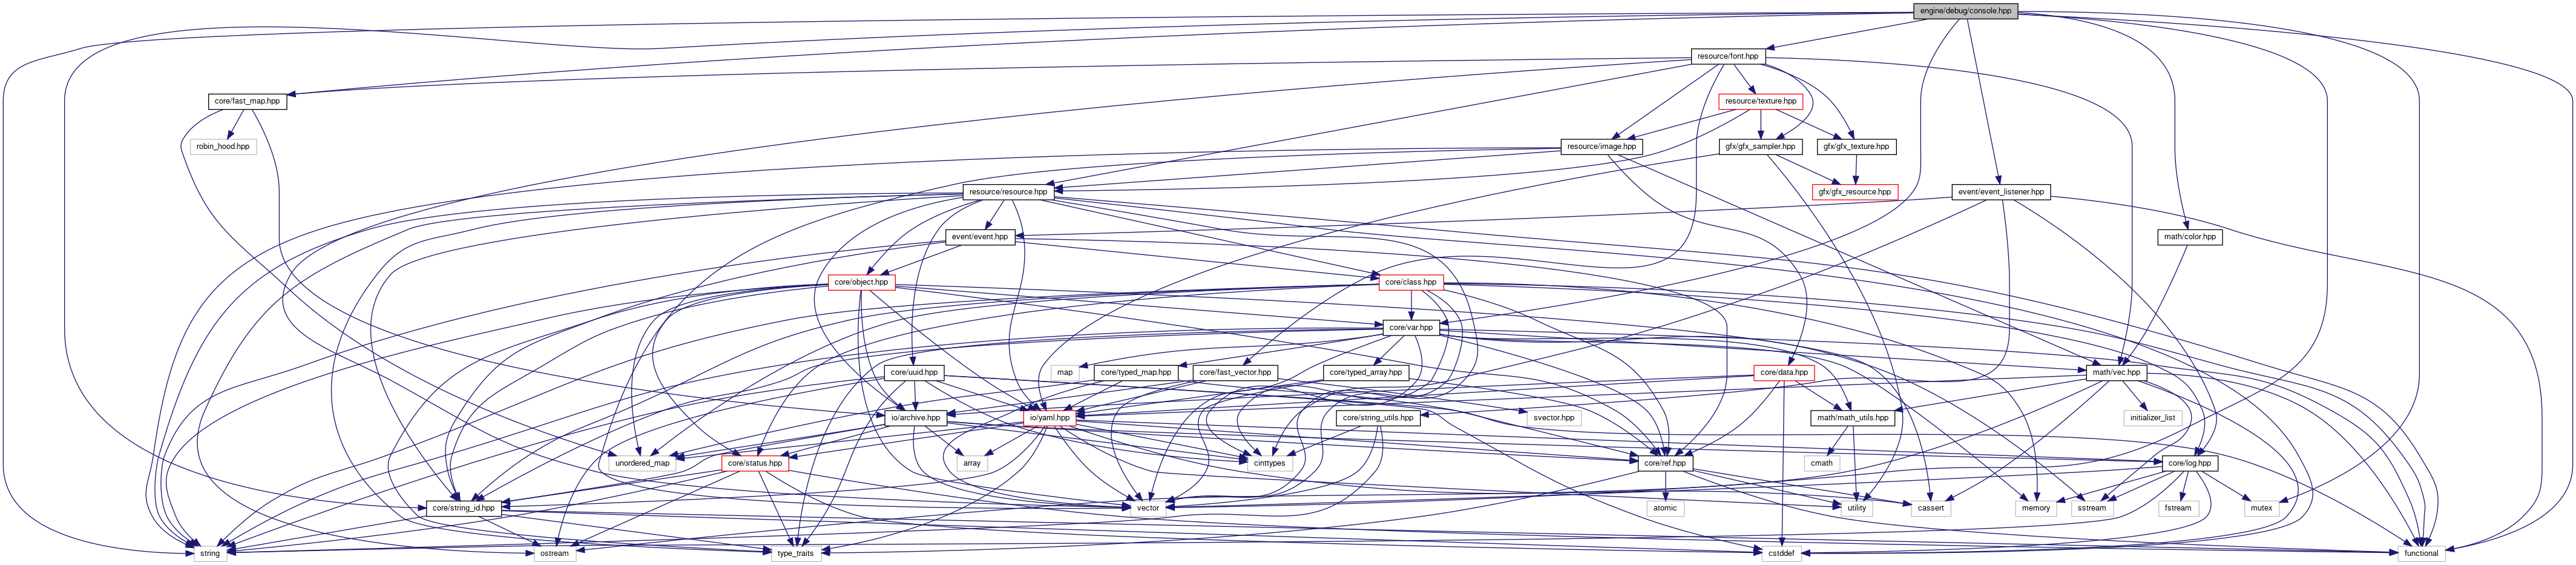 engine/debug/console.hpp
resource/font.hpp
core/fast_map.hpp
resource/texture.hpp
robin_hood.hpp
resource/image.hpp
gfx/gfx_sampler.hpp
gfx/gfx_texture.hpp
resource/resource.hpp
gfx/gfx_resource.hpp
event/event_listener.hpp
event/event.hpp
math/color.hpp
core/object.hpp
core/class.hpp
core/var.hpp
core/uuid.hpp
map
core/typed_map.hpp
core/fast_vector.hpp
core/typed_array.hpp
core/data.hpp
math/vec.hpp
io/archive.hpp
io/yaml.hpp
core/string_utils.hpp
svector.hpp
math/math_utils.hpp
initializer_list
unordered_map
core/status.hpp
array
cinttypes
core/ref.hpp
cmath
core/log.hpp
core/string_id.hpp
vector
atomic
utility
cassert
memory
sstream
fstream
mutex
string
ostream
type_traits
cstddef
functional